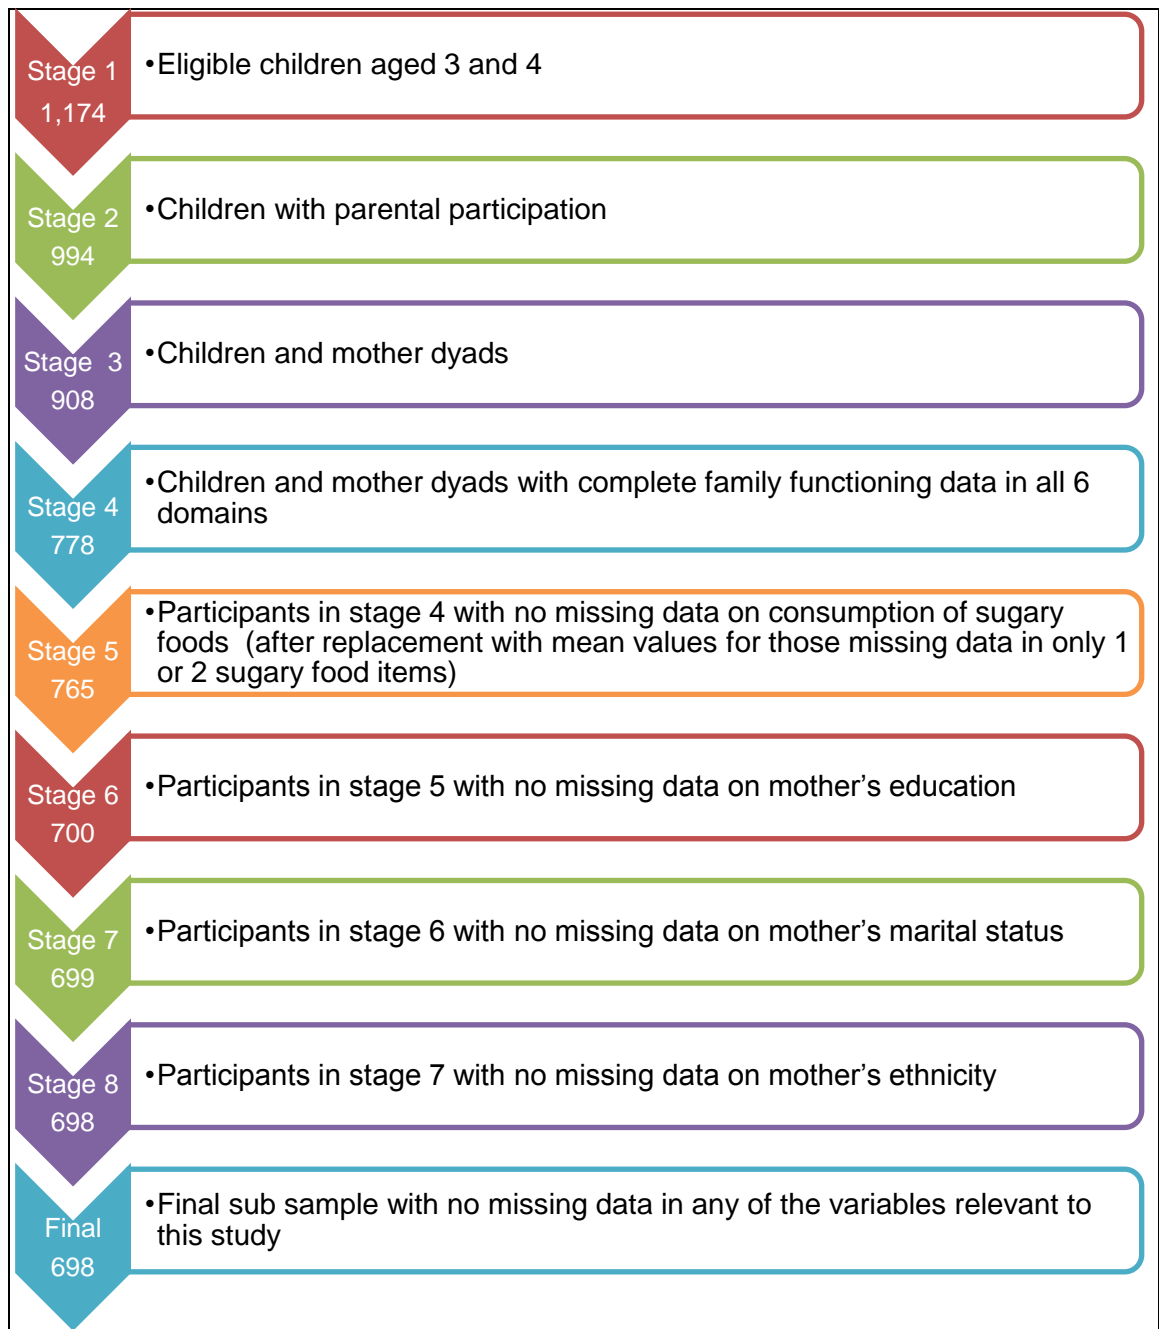 Stage 1
1,174
•Eligible children aged 3 and 4
Stage 2
994
•Children with parental participation
Stage 3
908
•Children and mother dyads
Stage 4
778
•Children and mother dyads with complete family functioning data in all 6
domains
Stage 5
765
•Participants in stage 4 with no missing data on consumption of sugary
foods (after replacement with mean values for those missing data in only 1
or 2 sugary food items)
Stage 6
700
•Participants in stage 5 with no missing data on mother’s education
Stage 7
699
•Participants in stage 6 with no missing data on mother’s marital status
Stage 8
698
•Participants in stage 7 with no missing data on mother’s ethnicity
Final
698
•Final sub sample with no missing data in any of the variables relevant to
this study